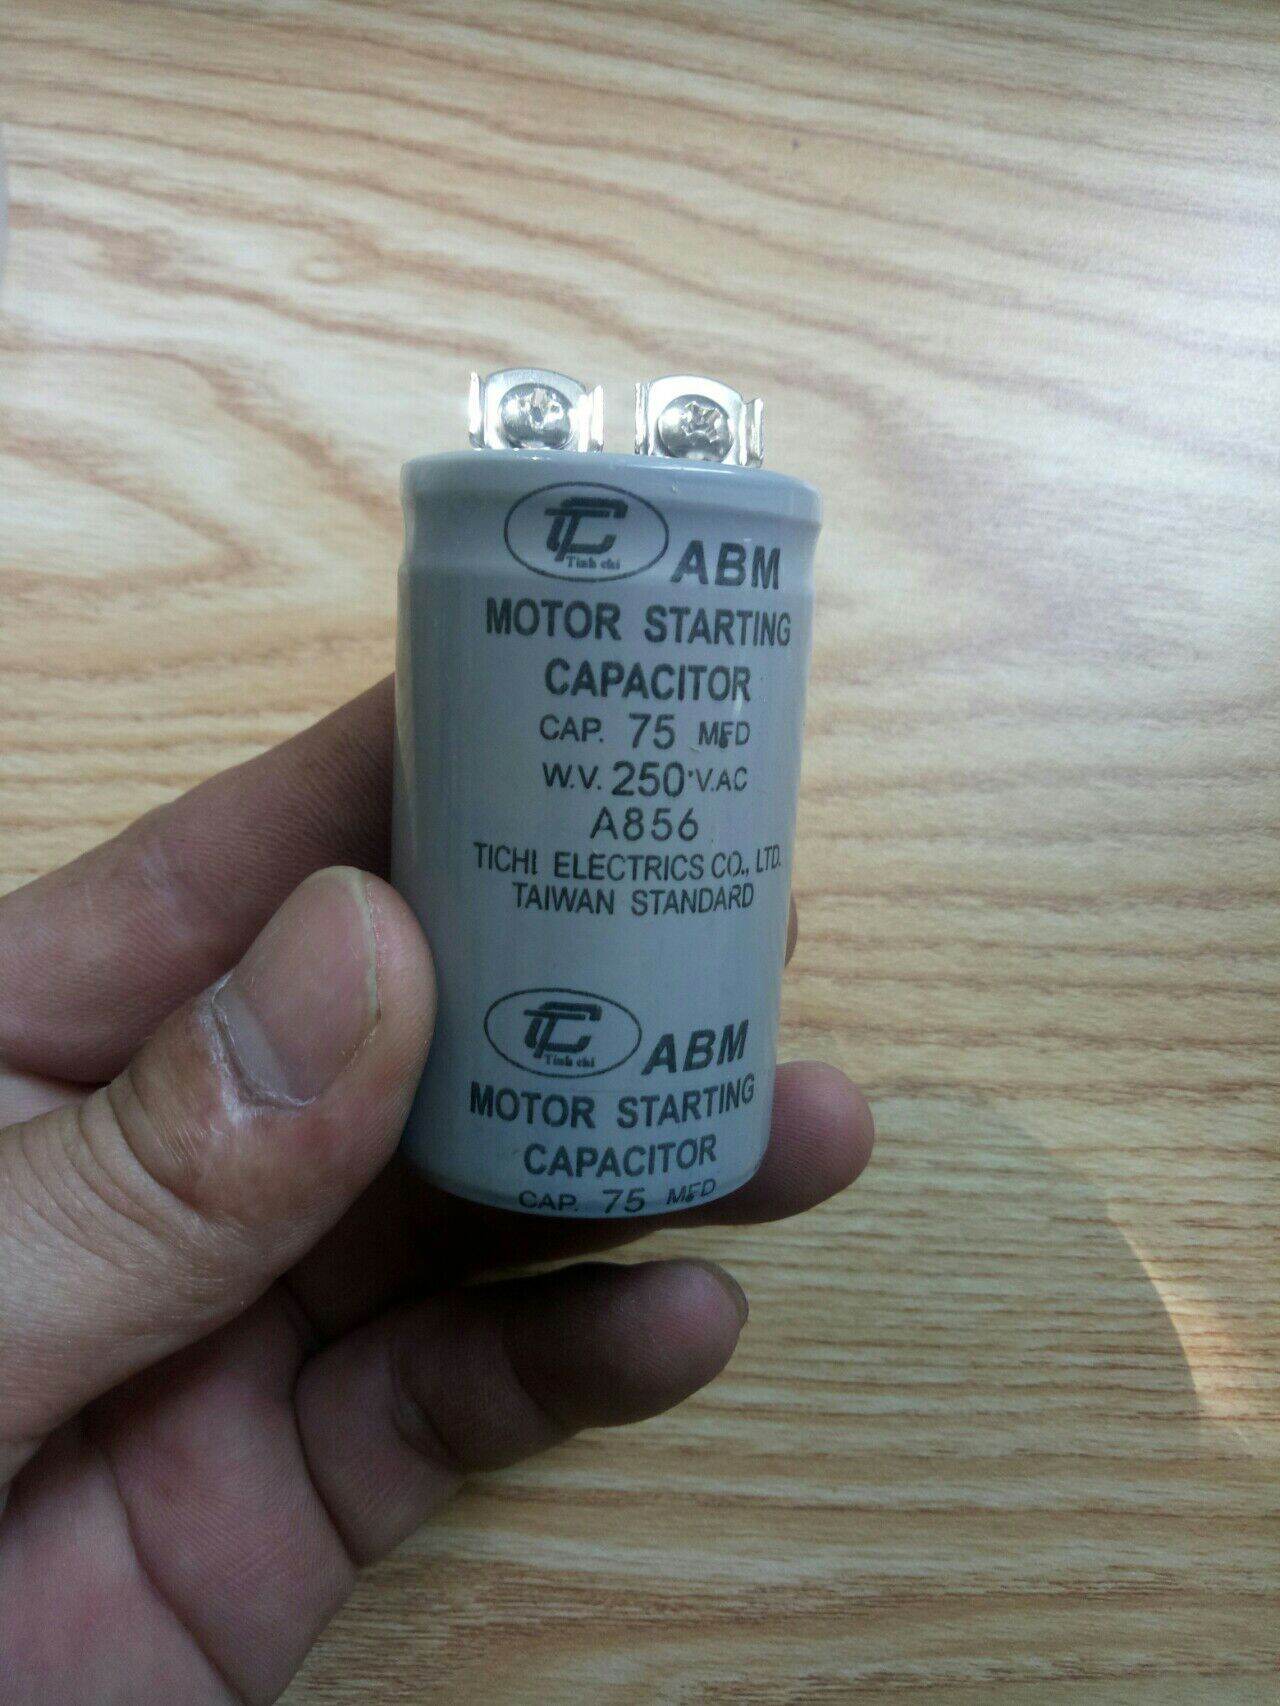 TC
Tinh chi
ABM
MOTOR STARTING
CAPACITOR
CAP. 75 MFD
W.V. 250 V.AC
A856
TICHI ELECTRICS CO., LTD.
TAIWAN STANDARD
TC
Tinh chi
ABM
MOTOR STARTING
CAPACITOR
CAP. 75 MFD